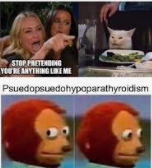 STOP PRETENDING
YOU'RE ANYTHING LIKE ME
Psuedopsuedohypoparathyroidism